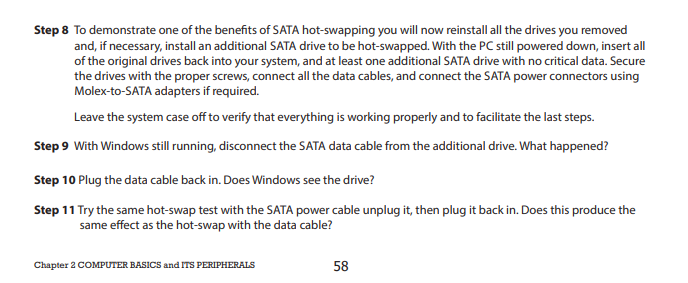 Step 8 To demonstrate one of the benefits of SATA hot-swapping you will now reinstall all the drives you removed
and, if necessary, install an additional SATA drive to be hot-swapped. With the PC still powered down, insert all
of the original drives back into your system, and at least one additional SATA drive with no critical data. Secure
the drives with the proper screws, connect all the data cables, and connect the SATA power connectors using
Molex-to-SATA adapters if required.
Leave the system case off to verify that everything is working properly and to facilitate the last steps.
Step 9 With Windows still running, disconnect the SATA data cable from the additional drive. What happened?
Step 10 Plug the data cable back in. Does Windows see the drive?
Step 11 Try the same hot-swap test with the SATA power cable unplug it, then plug it back in. Does this produce the
same effect as the hot-swap with the data cable?
Chapter 2 COMPUTER BASICS and ITS PERIPHERALS 58